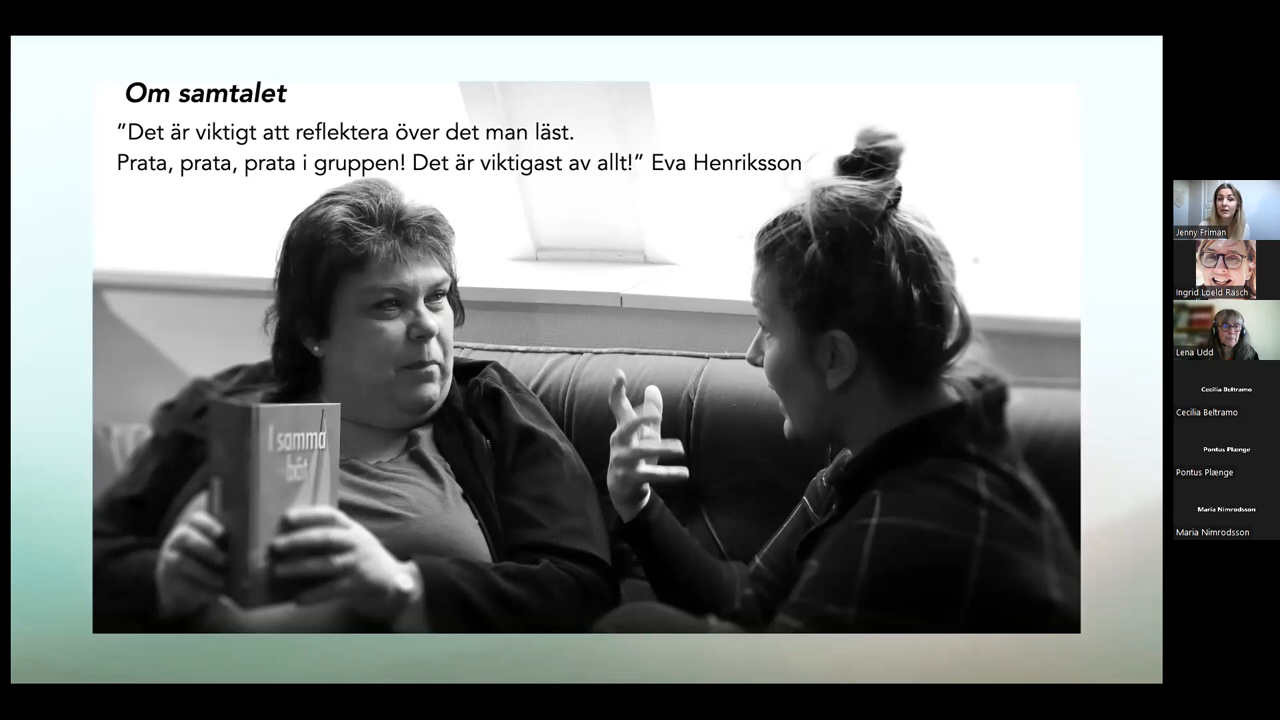 Om samtalet
”Det är viktigt att reflektera över det man läst.
Prata, prata, prata i gruppen! Det är viktigast av allt!” Eva Henriksson
I samma
båt
Jenny Friman
Ingrid Loeld Rasch
Lena Udd
Cecilia Beltramo
Cecilia Beltramo
Pontus Plænge
Pontus Plænge
Maria Nimrodsson
Maria Nimrodsson